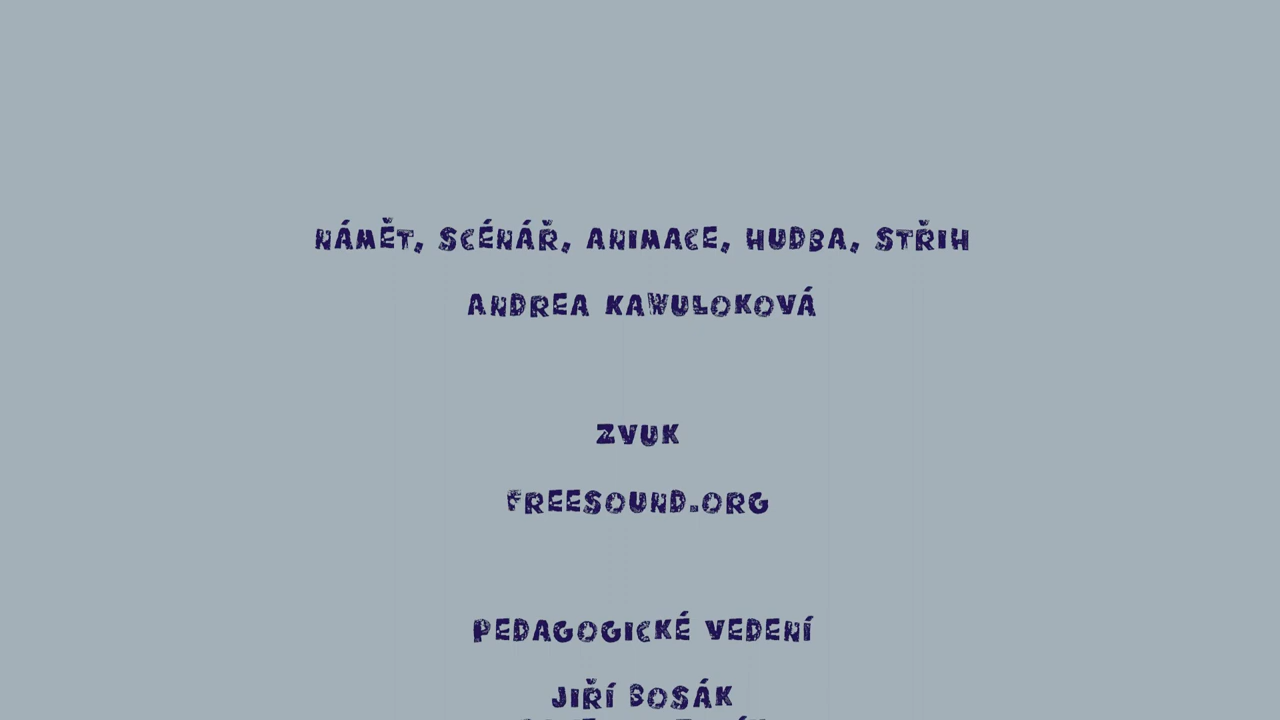 NÁMĚT, SCÉNÁŘ, ANIMACE, HUDBA, STŘIH
ANDREA KAWULOKOVÁ
ZVUK
FREESOUND.ORG
PEDAGOGICKÉ VEDENÍ
JIŘÍ BOSÁK